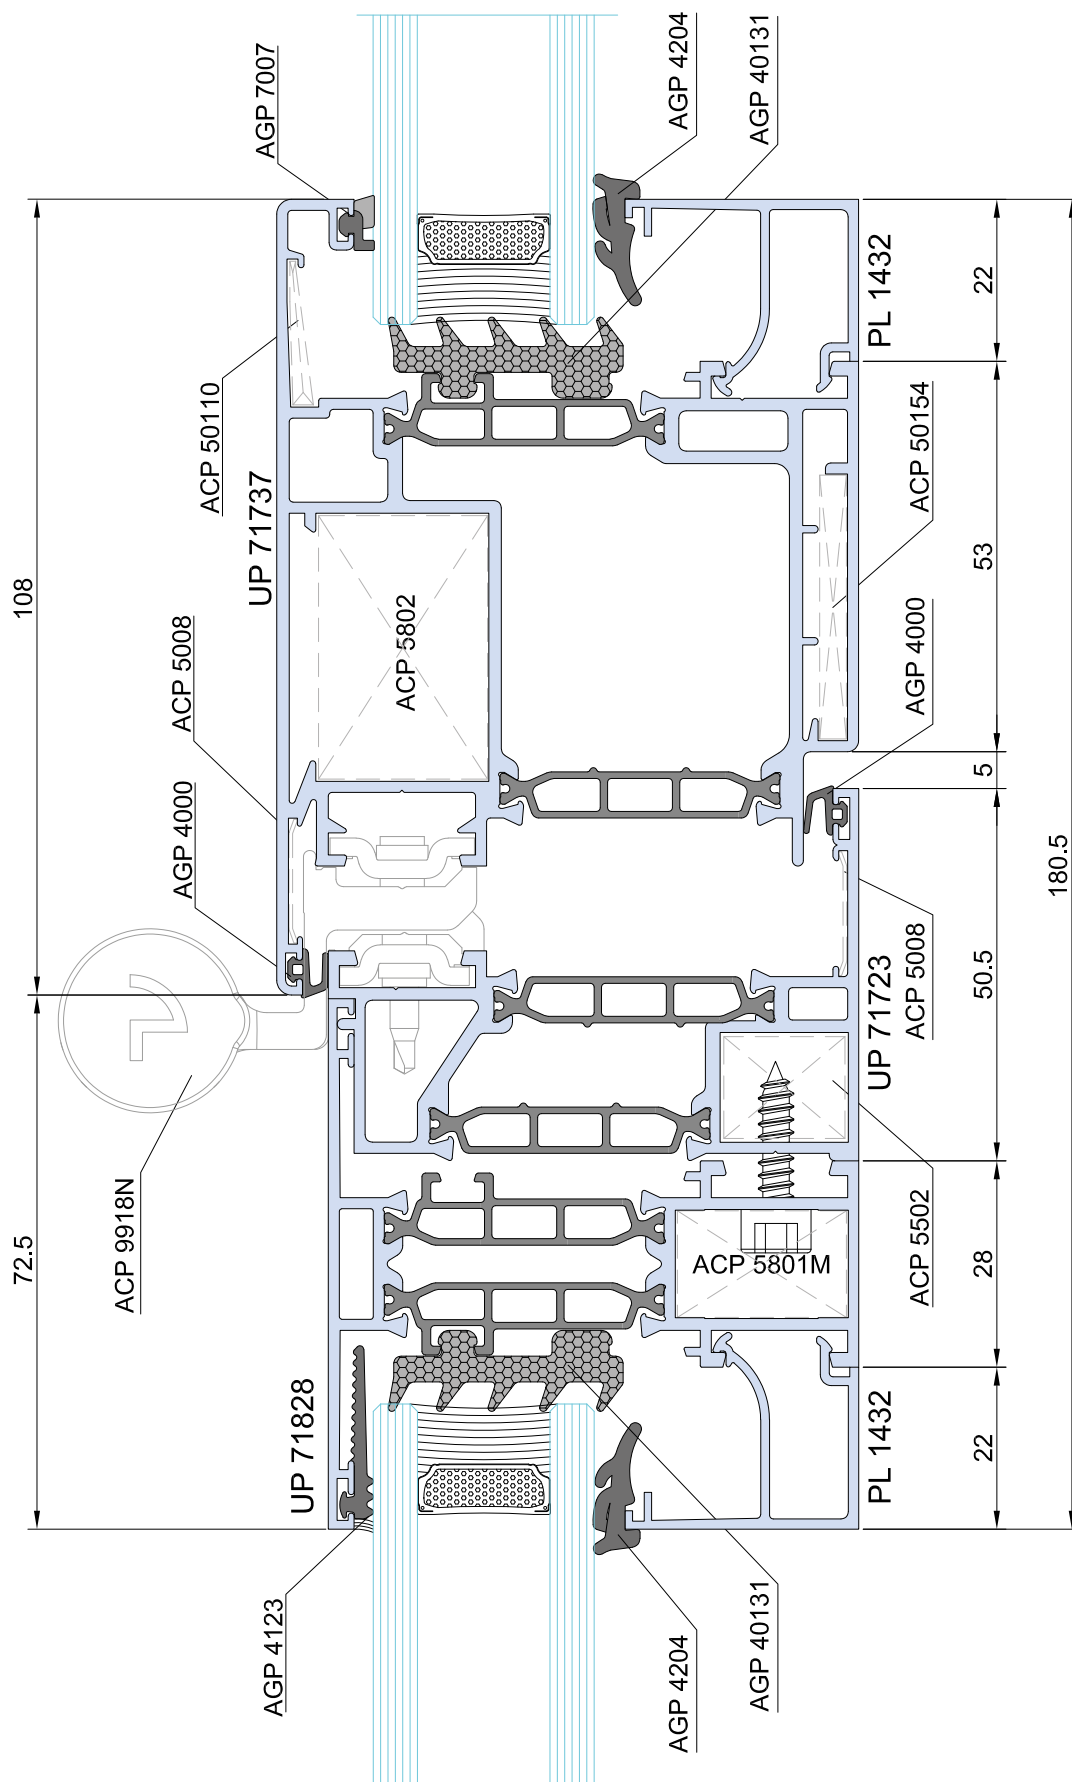 AGP 4123
AGP 4204
AGP 40131
UP 71828
PL 1432
22
72.5
ACP 9918N
ACP 5801M
ACP 5502
28
UP 71723
ACP 5008
50.5
180.5
AGP 4000
ACP 5008
5
AGP 4000
108
ACP 5802
UP 71737
53
ACP 50154
ACP 50110
PL 1432
22
AGP 7007
AGP 4204
AGP 40131